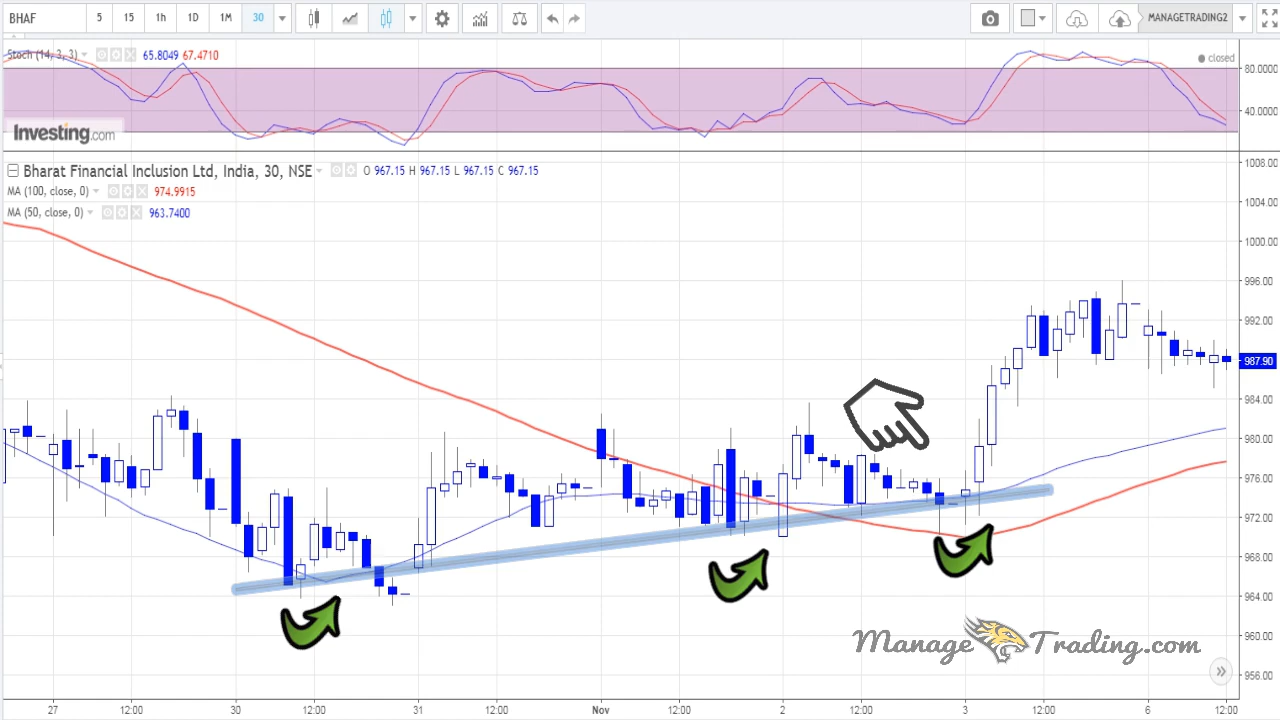 BHAF 5 15 1h 1D 1M 30 MANAGETRADING2
Stoch (14, 3, 3) 65.8049 67.4710
closed
80.0000
40.0000
Investing.com
Bharat Financial Inclusion Ltd, India, 30, NSE O 967.15 H 967.15 L 967.15 C 967.15
MA (100, close, 0) 974.9915
MA (50, close, 0) 963.7400
1008.00
1004.00
1000.00
996.00
992.00
987.90
984.00
980.00
976.00
972.00
968.00
964.00
960.00
956.00
ManageTrading.com
27 12:00 30 12:00 31 12:00 Nov 12:00 2 12:00 3 12:00 6 12:00